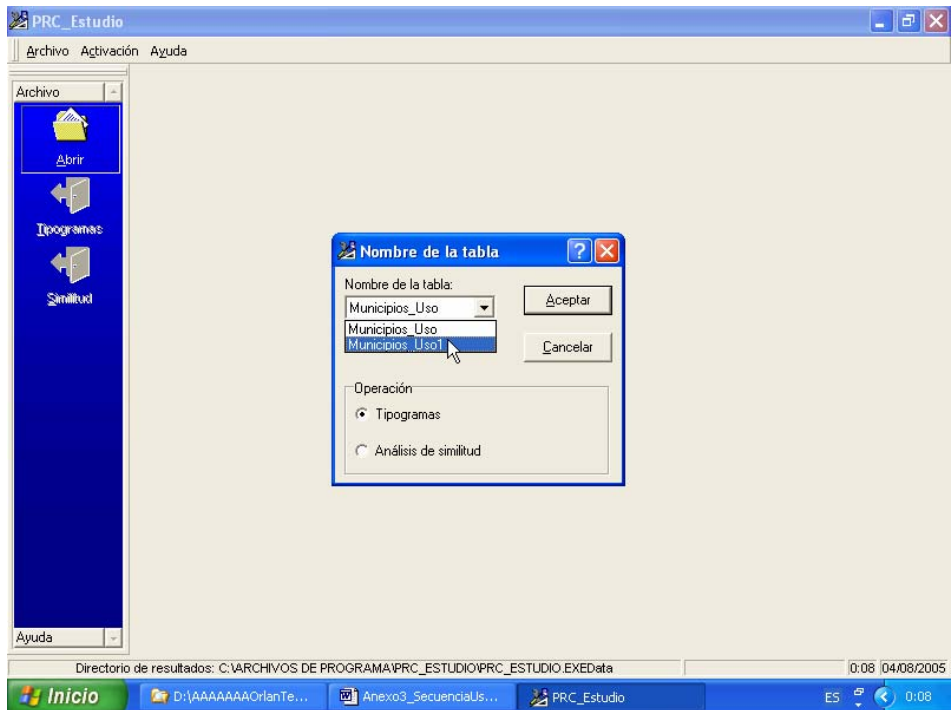 PRC_Estudio
Archivo Activación Ayuda
Archivo
Abrir
Tipogramas
Similitud
Nombre de la tabla
Nombre de la tabla:
Municipios_Uso
Municipios_Uso
Municipios_Uso1
Aceptar
Cancelar
Operación
Tipogramas
Análisis de similitud
Ayuda
Directorio de resultados: C:\ARCHIVOS DE PROGRAMA\PRC_ESTUDIO\PRC_ESTUDIO.EXEData
0:08 04/08/2005
Inicio
D:\AAAAAAAOrlanTe...
Anexo3_SecuenciaUs...
PRC_Estudio
ES
0:08